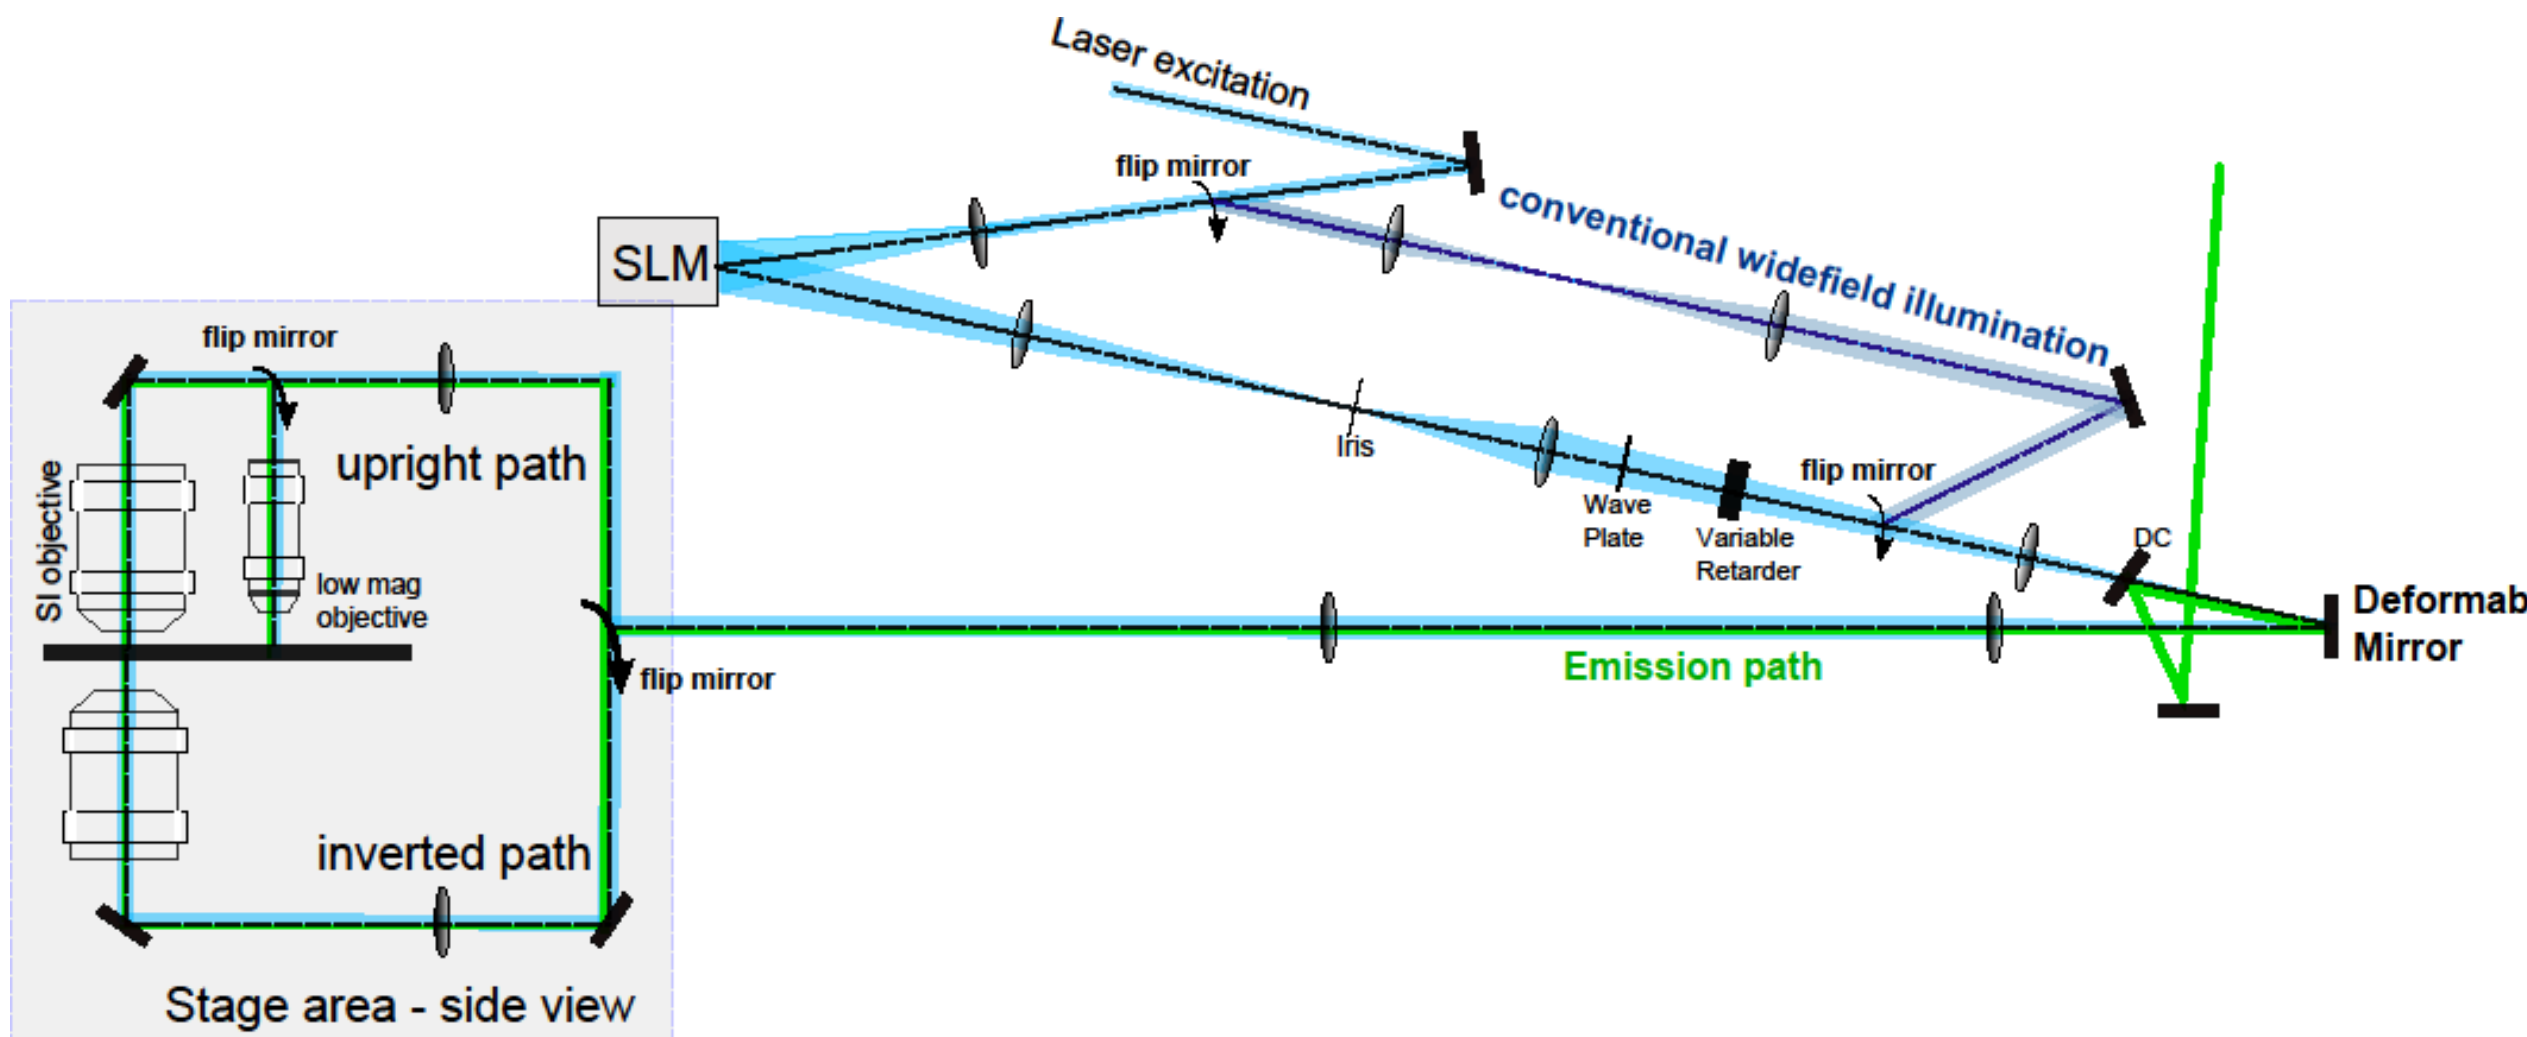 Laser excitation
flip mirror
conventional widefield illumination
SLM
flip mirror
SI objective
upright path
low mag
objective
Iris
Wave
Plate
Variable
Retarder
flip mirror
DC
Deformab
Mirror
Emission path
flip mirror
inverted path
Stage area - side view